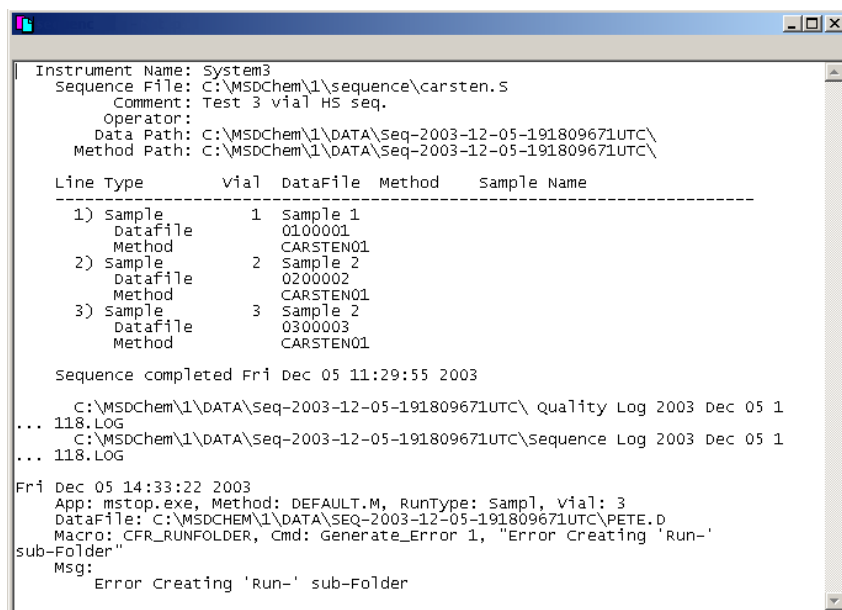 Instrument Name: System3
Sequence File: C:\MSDChem\1\sequence\carsten.S
Comment: Test 3 vial HS seq.
Operator:
Data Path: C:\MSDChem\1\DATA\Seq-2003-12-05-191809671UTC\
Method Path: C:\MSDChem\1\DATA\Seq-2003-12-05-191809671UTC\
Line Type Vial DataFile Method Sample Name
----------------------------------------------------------------------
1) Sample 1 Sample 1
Datafile 0100001
Method CARSTEN01
2) Sample 2 Sample 2
Datafile 0200002
Method CARSTEN01
3) Sample 3 Sample 2
Datafile 0300003
Method CARSTEN01
Sequence completed Fri Dec 05 11:29:55 2003
C:\MSDChem\1\DATA\Seq-2003-12-05-191809671UTC\ Quality Log 2003 Dec 05 1
... 118.LOG
C:\MSDChem\1\DATA\Seq-2003-12-05-191809671UTC\Sequence Log 2003 Dec 05 1
... 118.LOG
Fri Dec 05 14:33:22 2003
App: mstop.exe, Method: DEFAULT.M, RunType: Sampl, Vial: 3
DataFile: C:\MSDCHEM\1\DATA\SEQ-2003-12-05-191809671UTC\PETE.D
Macro: CFR_RUNFOLDER, Cmd: Generate_Error 1, "Error Creating 'Run-'
sub-Folder"
Msg:
Error Creating 'Run-' sub-Folder